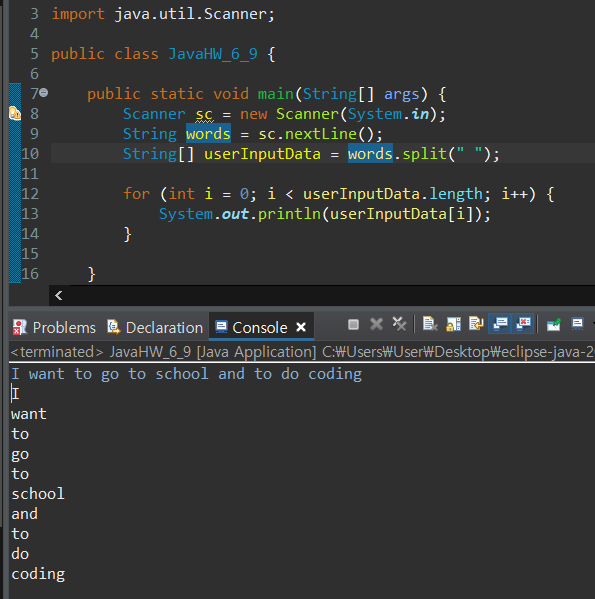 3 import java.util.Scanner;
4
5 public class JavaHW_6_9 {
6
7 public static void main(String[] args) {
8 Scanner sc = new Scanner(System.in);
9 String words = sc.nextLine();
10 String[] userInputData = words.split(" ");
11
12 for (int i = 0; i < userInputData.length; i++) {
13 System.out.println(userInputData[i]);
14 }
15
16 }
Problems Declaration Console
<terminated> JavaHW_6_9 [Java Application] C:₩Users₩User₩Desktop₩eclipse-java-2
I want to go to school and to do coding
I
want
to
go
to
school
and
to
do
coding